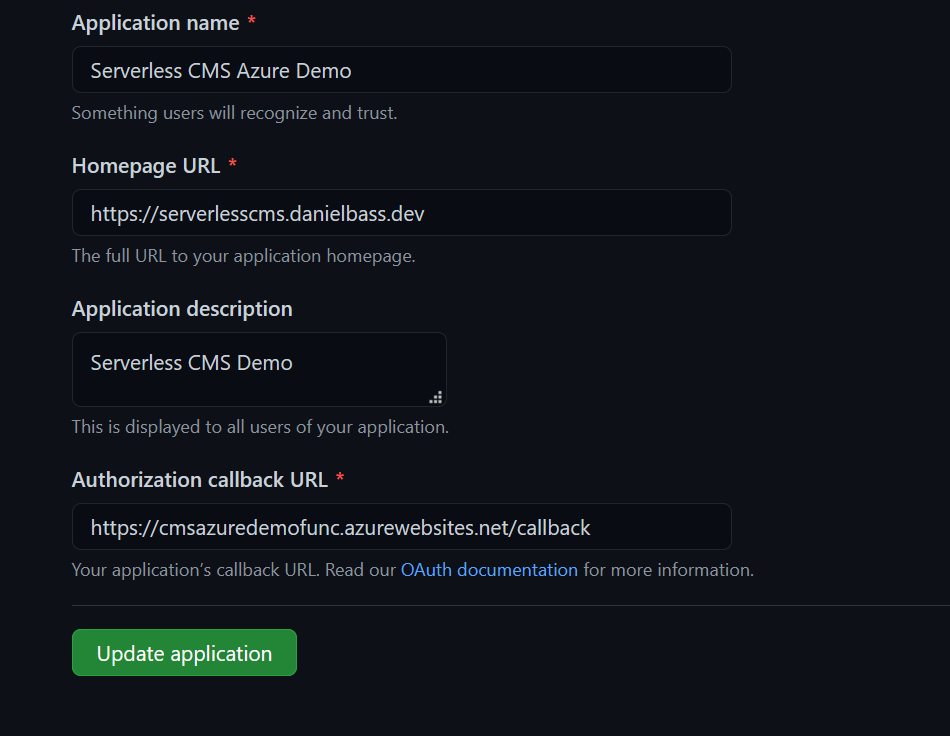 Application name *
Serverless CMS Azure Demo
Something users will recognize and trust.
Homepage URL *
https://serverlesscms.danielbass.dev
The full URL to your application homepage.
Application description
Serverless CMS Demo
This is displayed to all users of your application.
Authorization callback URL *
https://cmsazuredemofunc.azurewebsites.net/callback
Your application’s callback URL. Read our OAuth documentation for more information.
Update application